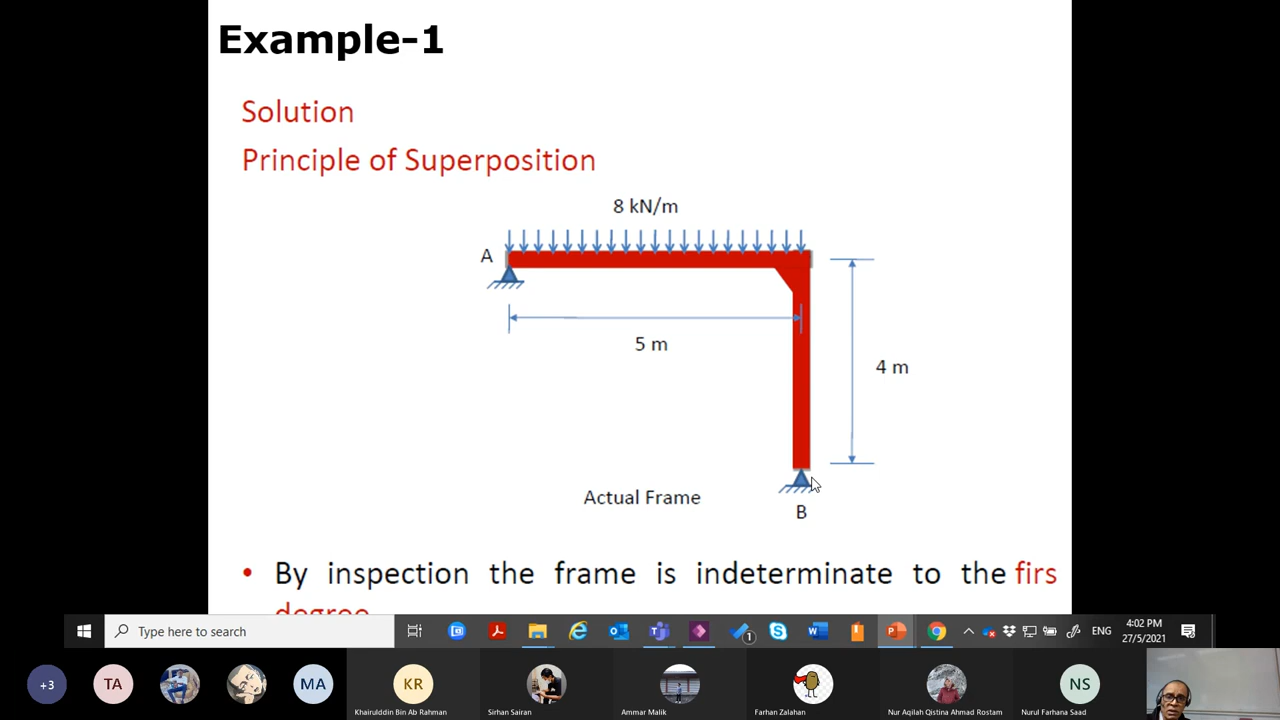 Example-1
Solution
Principle of Superposition
8 kN/m
A
5 m
4 m
Actual Frame
B
• By inspection the frame is indeterminate to the firs
degree
Type here to search
1
ENG
4:02 PM
27/5/2021
+3
TA
MA
KR
NS
Khairulddin Bin Ab Rahman
Sirhan Sairan
Ammar Malik
Farhan Zalahan
Nur Aqilah Qistina Ahmad Rostam
Nurul Farhana Saad